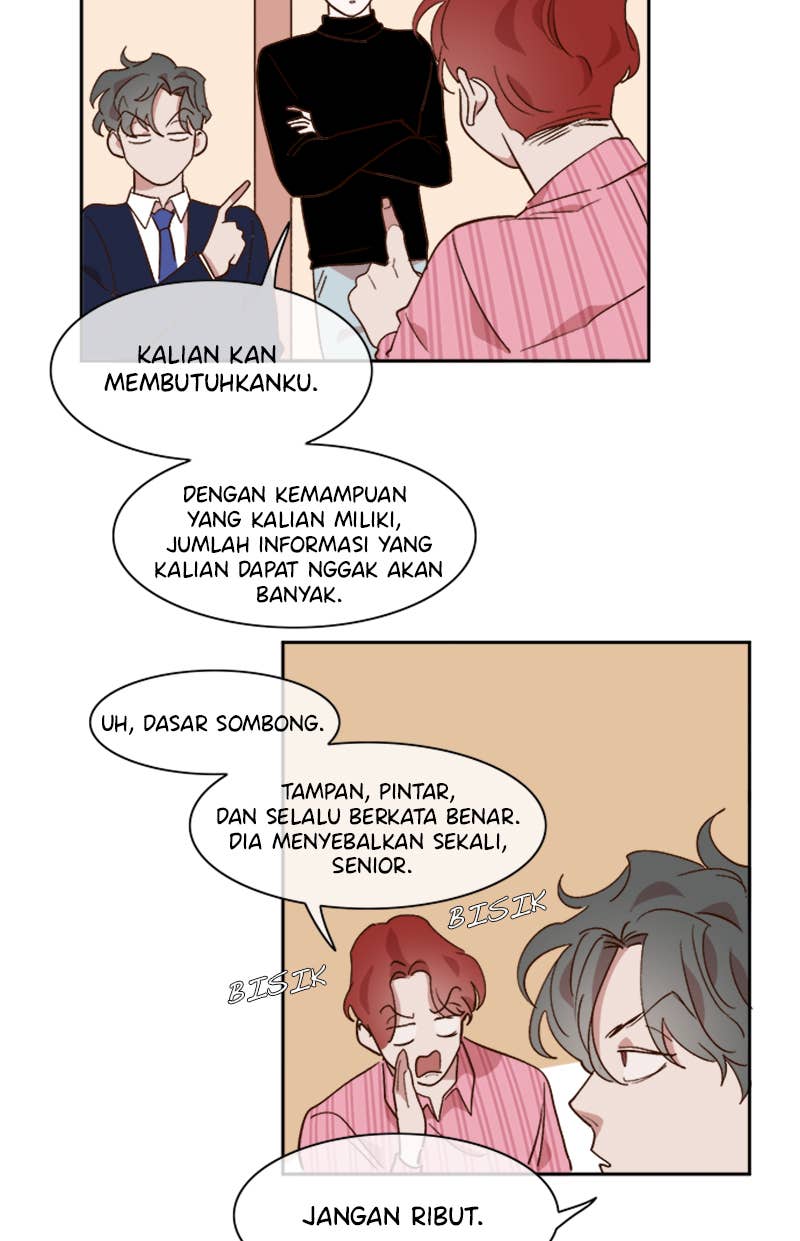 KALIAN KAN
MEMBUTUHKANKU.
DENGAN KEMAMPUAN
YANG KALIAN MILIKI,
JUMLAH INFORMASI YANG
KALIAN DAPAT NGGAK AKAN
BANYAK.
UH, DASAR SOMBONG.
TAMPAN, PINTAR,
DAN SELALU BERKATA BENAR.
DIA MENYEBALKAN SEKALI,
SENIOR.
BISIK
BISIK
JANGAN RIBUT.